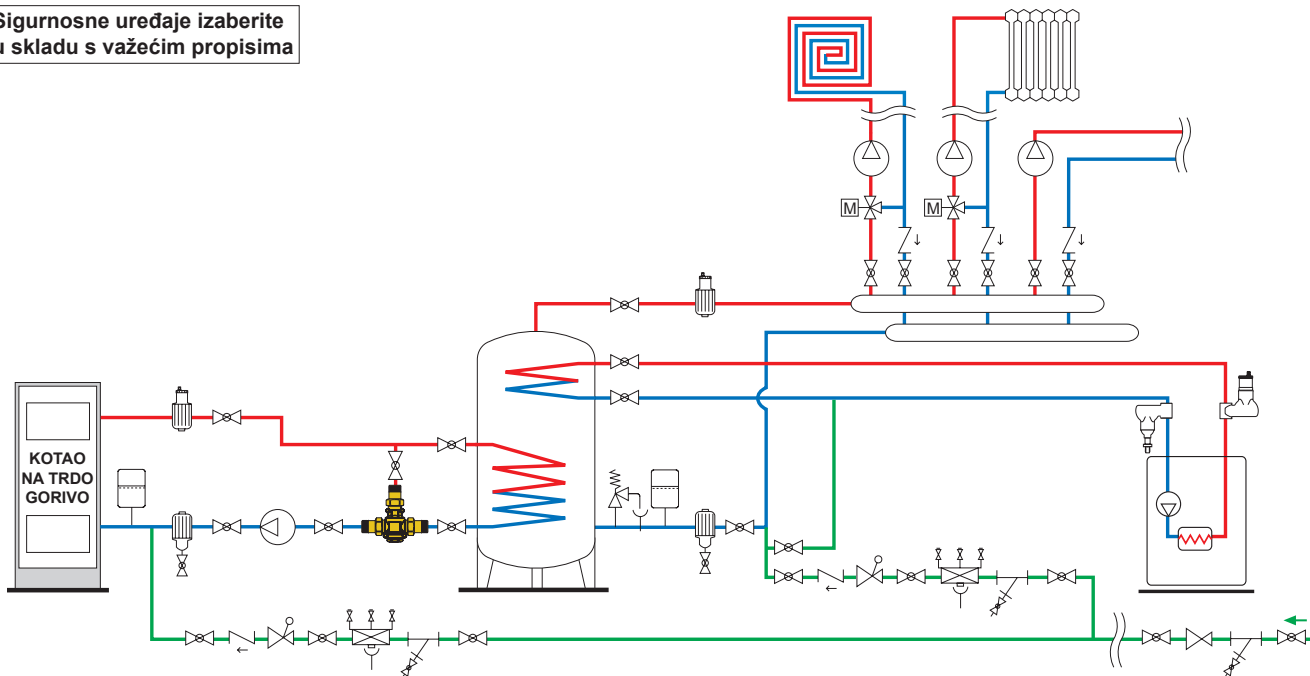 Sigurnosne uređaje izaberite
u skladu s važećim propisima
M
M
KOTAO
NA TRDO
GORIVO